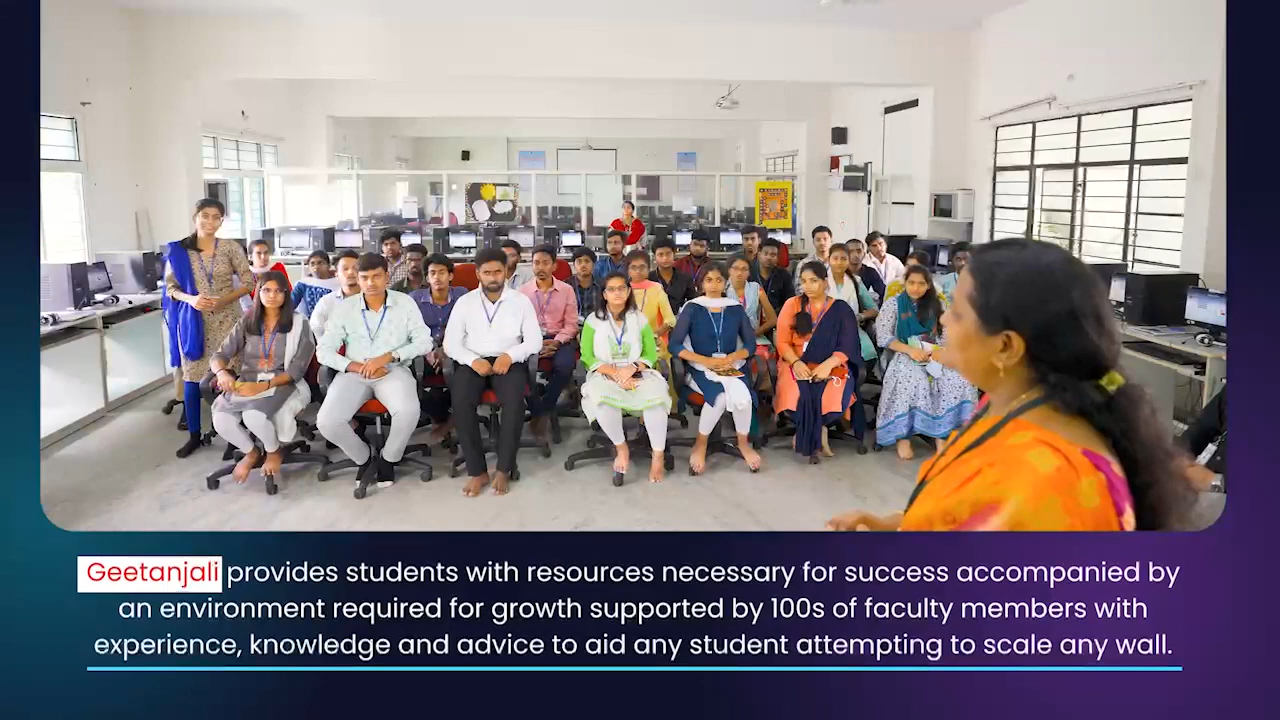 Geetanjali provides students with resources necessary for success accompanied by
an environment required for growth supported by 100s of faculty members with
experience, knowledge and advice to aid any student attempting to scale any wall.